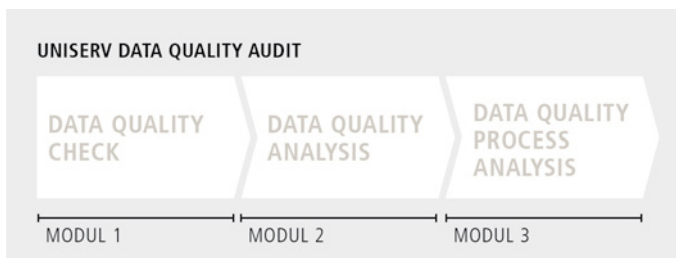 UNISERV DATA QUALITY AUDIT
DATA QUALITY
CHECK
DATA QUALITY
ANALYSIS
DATA QUALITY
PROCESS
ANALYSIS
MODUL 1
MODUL 2
MODUL 3